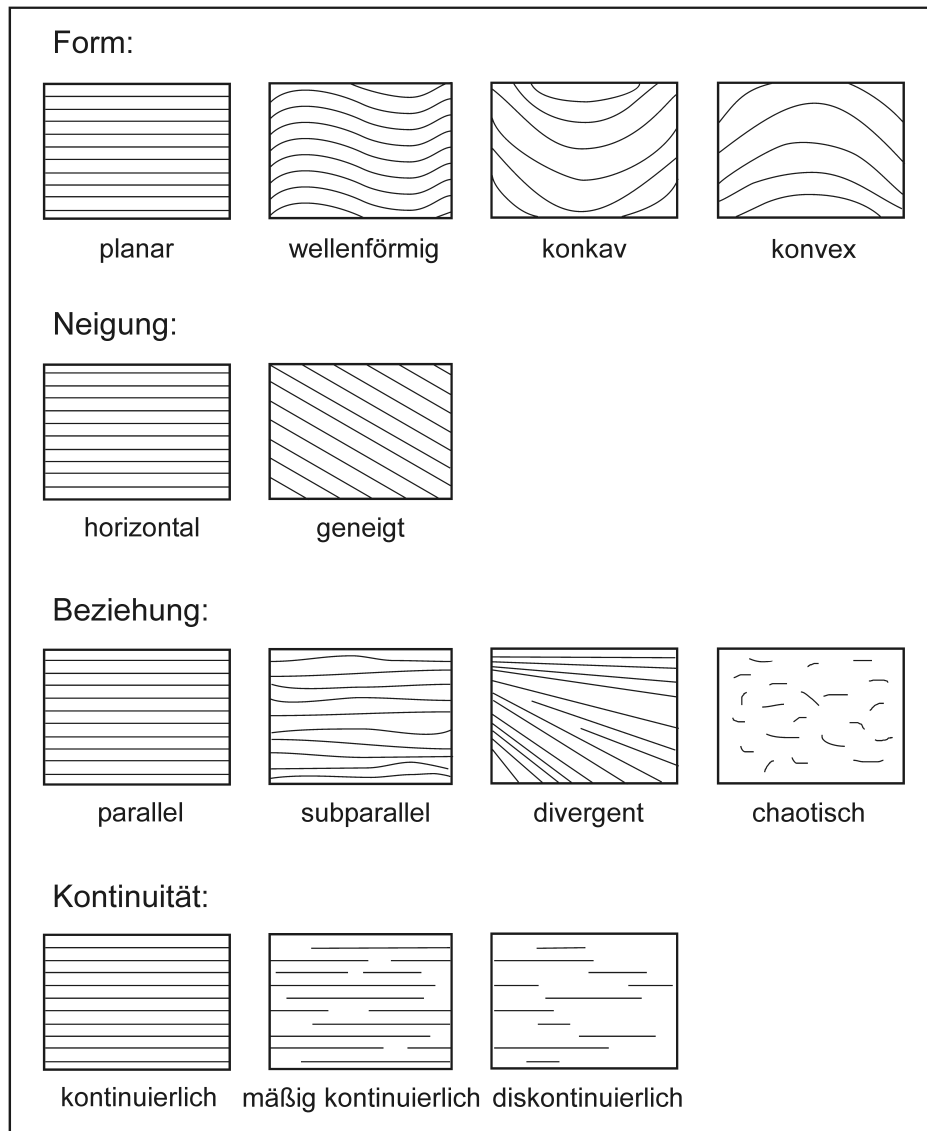 Form:
planar wellenförmig konkav konvex
Neigung:
horizontal geneigt
Beziehung:
parallel subparallel divergent chaotisch
Kontinuität:
kontinuierlich mäßig kontinuierlich diskontinuierlich